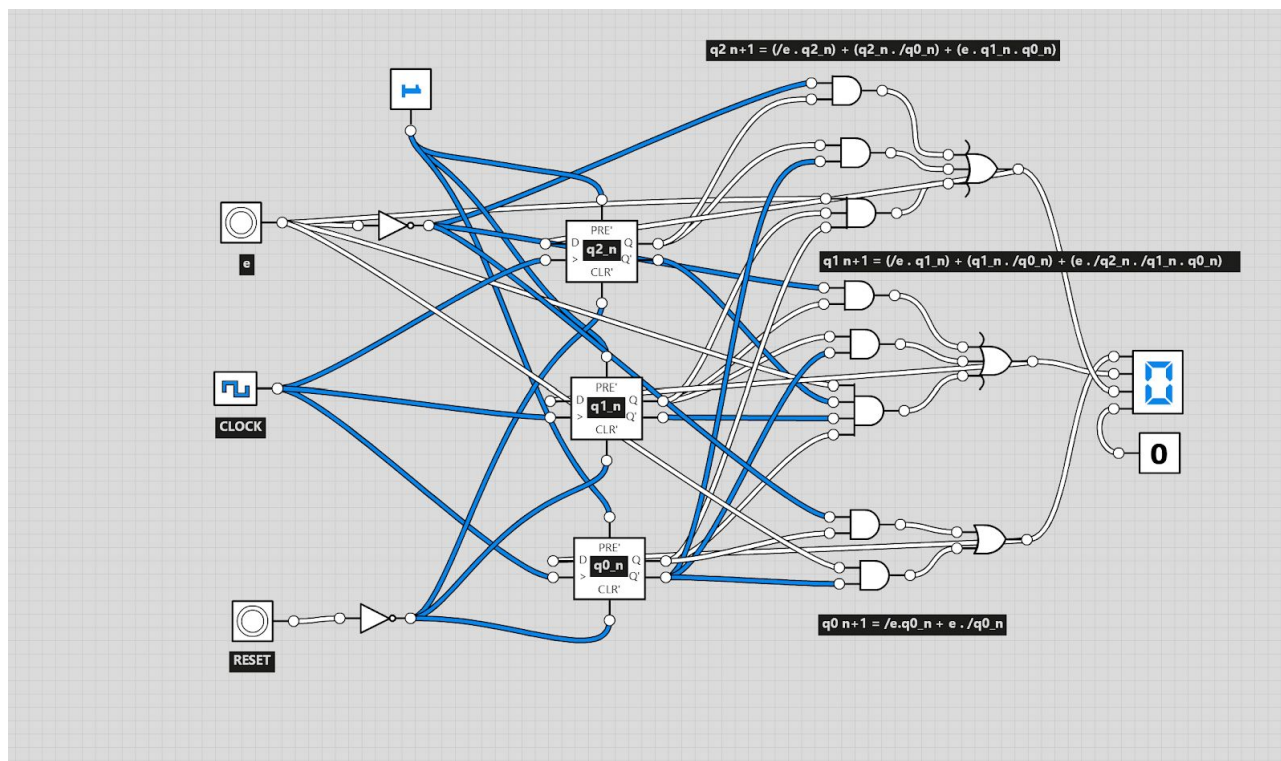 q2 n+1 = (/e . q2_n) + (q2_n . /q0_n) + (e . q1_n . q0_n)
1
PRE'
D
q2_n
Q
>
Q'
CLR'
e
q1 n+1 = (/e . q1_n) + (q1_n . /q0_n) + (e . /q2_n . /q1_n . q0_n)
0
PRE'
D
q1_n
Q
>
Q'
CLR'
CLOCK
0
PRE'
D
q0_n
Q
>
Q'
CLR'
q0 n+1 = /e.q0_n + e . /q0_n
RESET